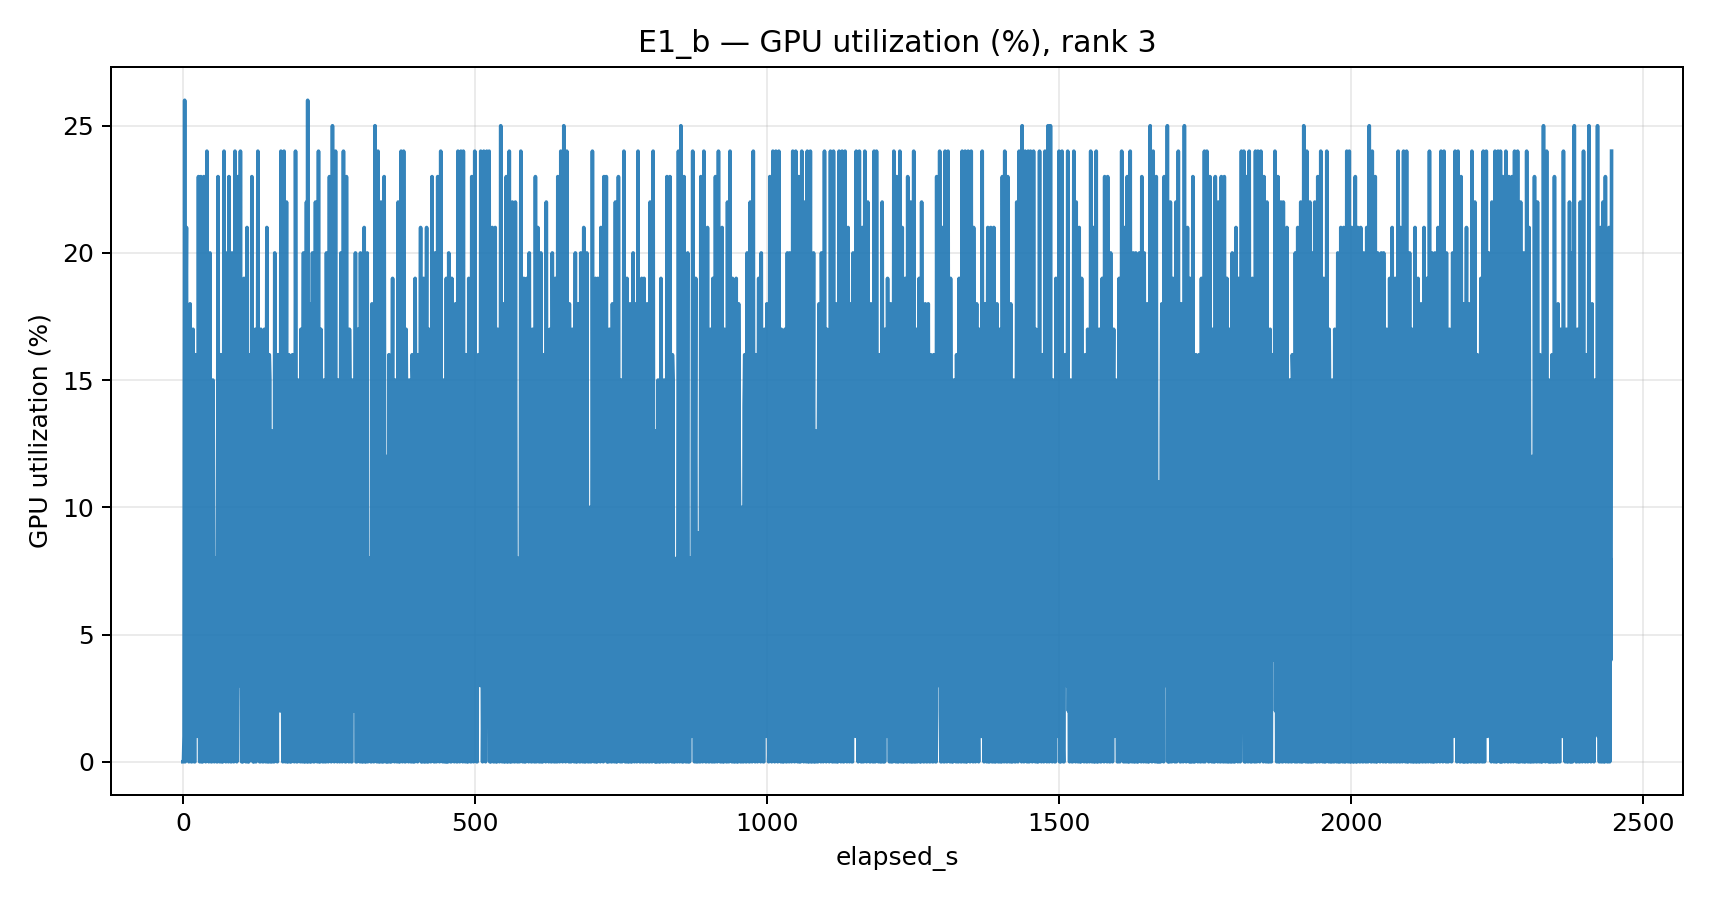 E1_b — GPU utilization (%), rank 3
GPU utilization (%)
25
20
15
10
5
0
0 500 1000 1500 2000 2500
elapsed_s